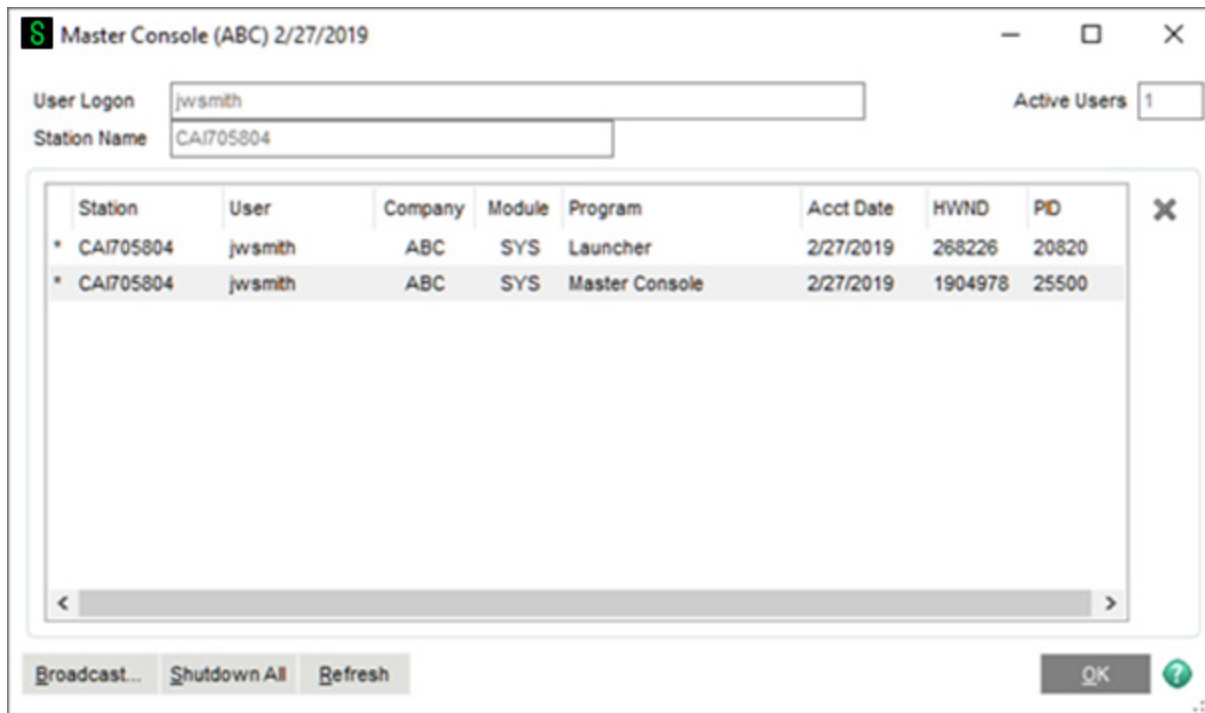 Master Console (ABC) 2/27/2019
User Logon jwsmith Active Users 1
Station Name CAI705804
Station User Company Module Program Acct Date HWND PID
* CAI705804 jwsmith ABC SYS Launcher 2/27/2019 268226 20820
* CAI705804 jwsmith ABC SYS Master Console 2/27/2019 1904978 25500
Broadcast... Shutdown All Refresh OK ?